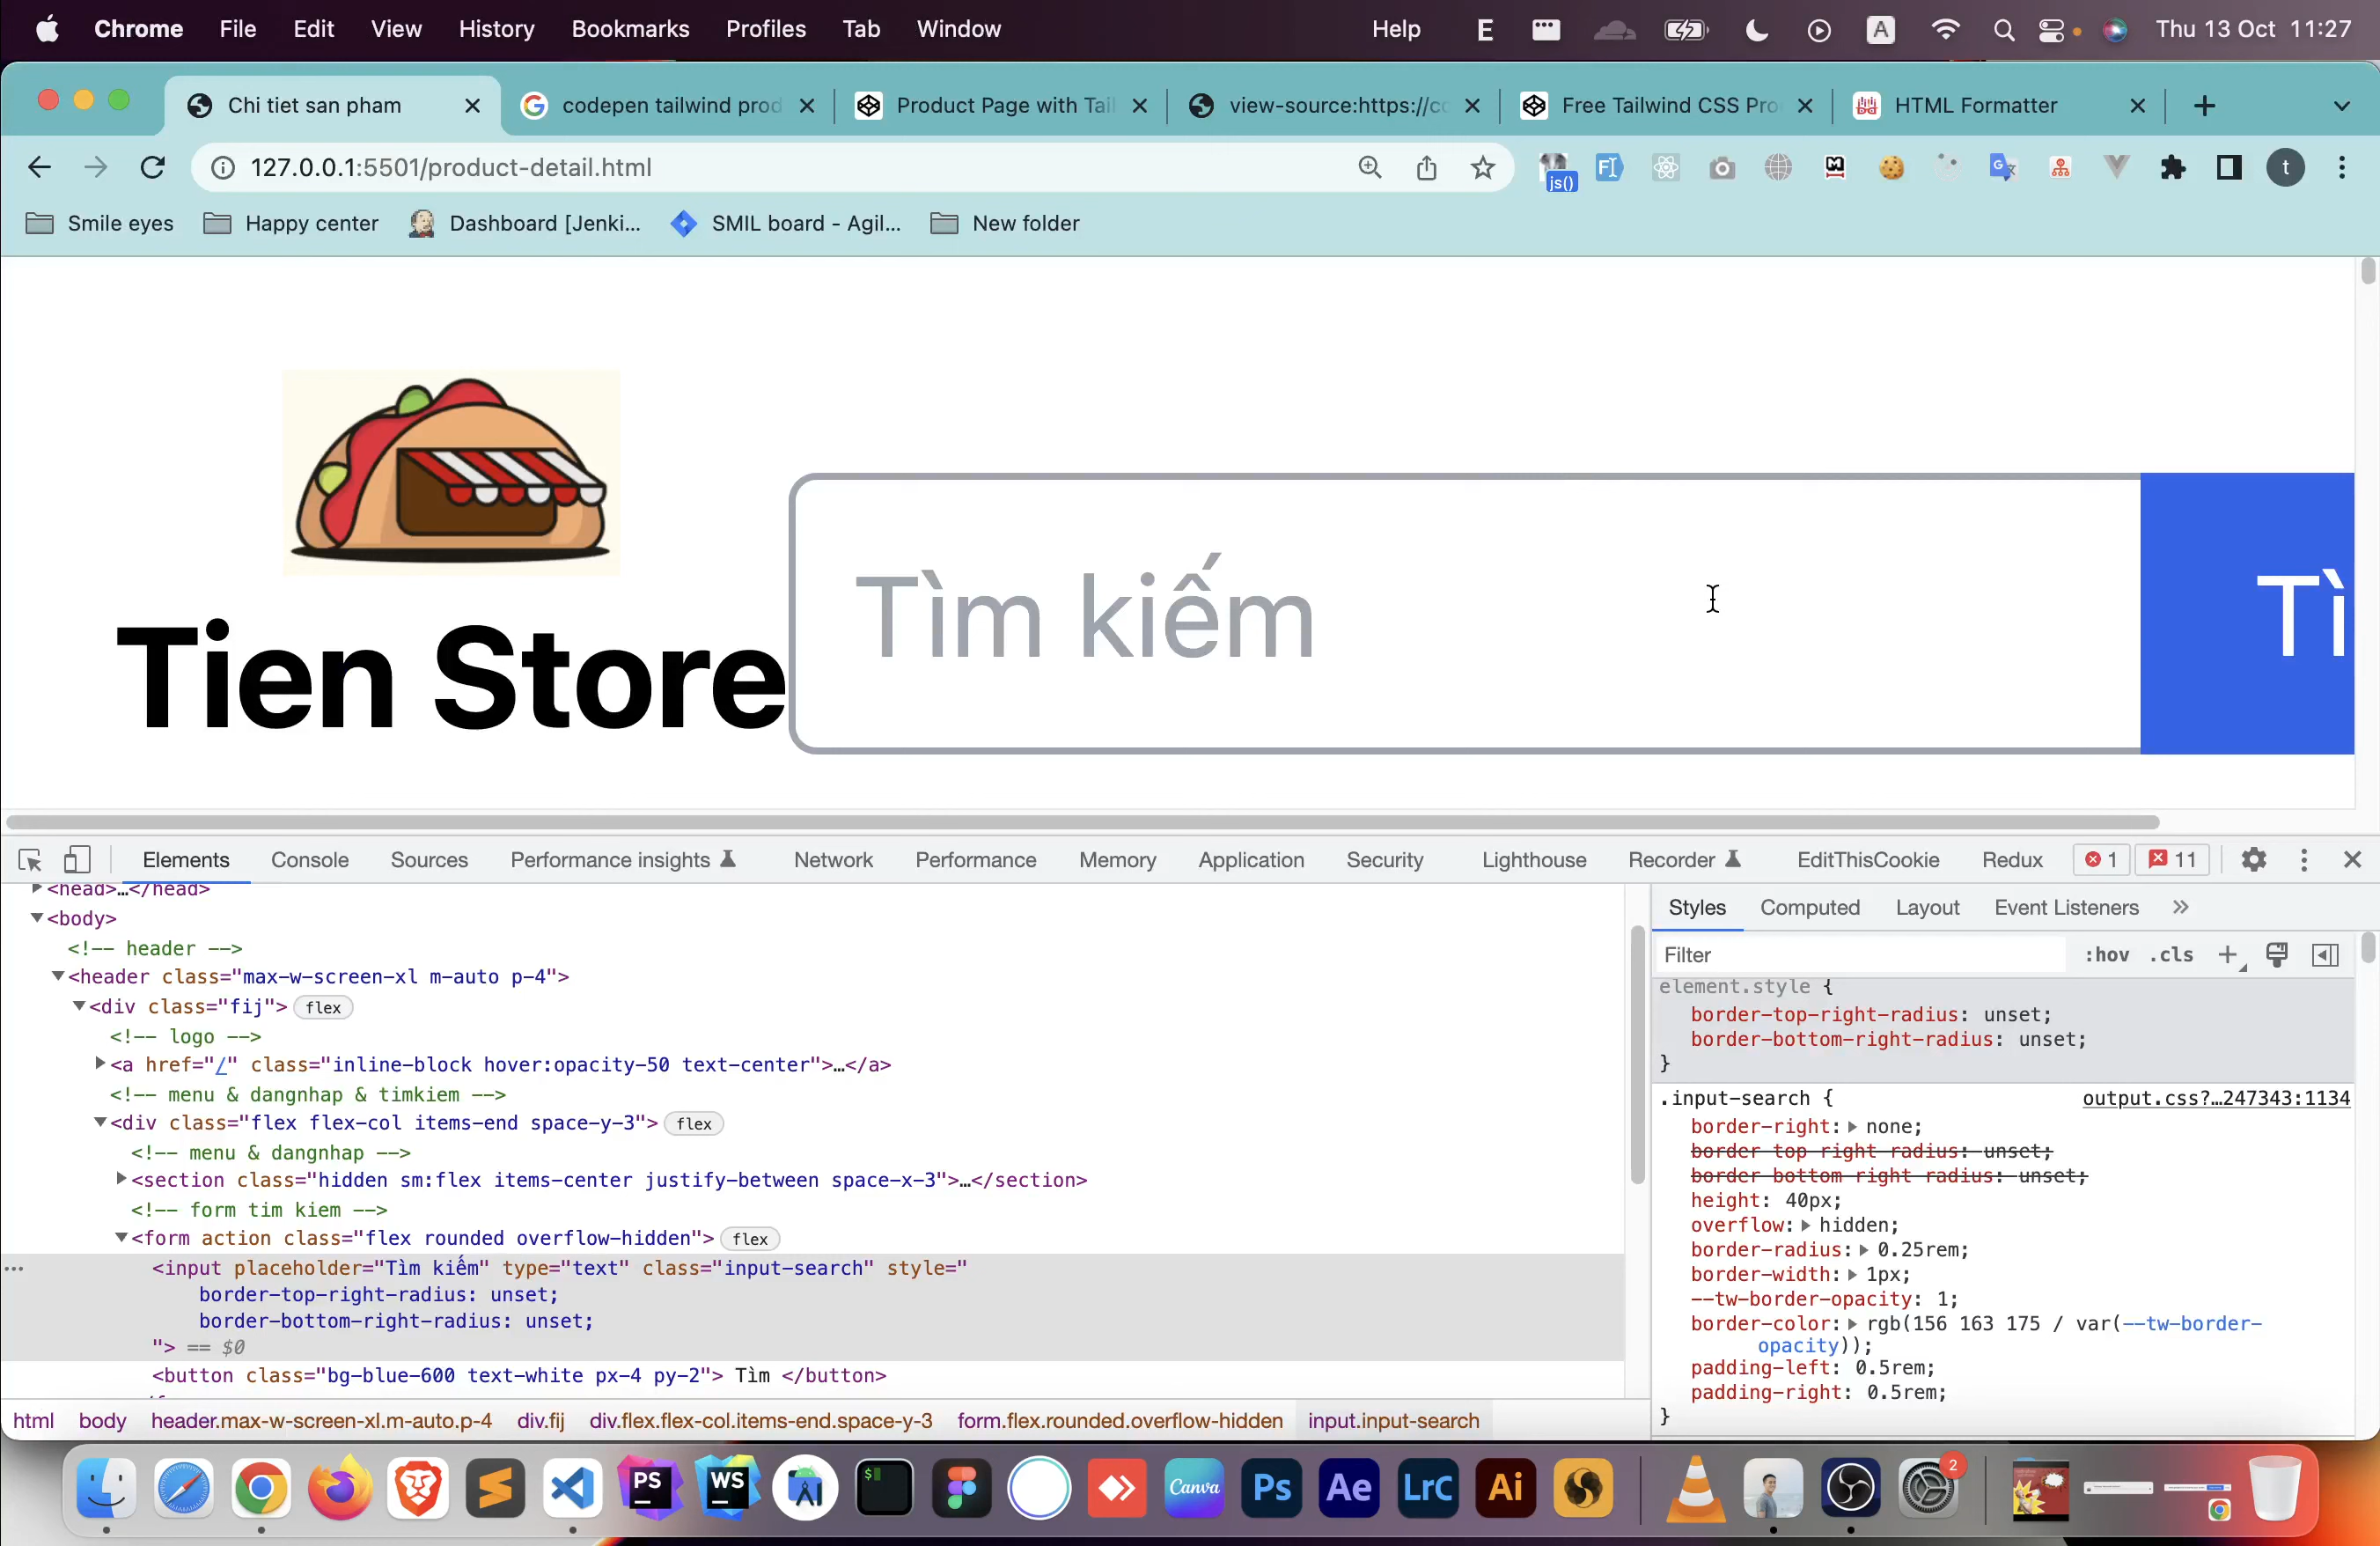 Chrome File Edit View History Bookmarks Profiles Tab Window Help E A Thu 13 Oct 11:27
Chi tiet san pham codepen tailwind prod Product Page with Tail view-source:https://co Free Tailwind CSS Pro HTML Formatter
127.0.0.1:5501/product-detail.html js() t
Smile eyes Happy center Dashboard [Jenki... SMIL board - Agil... New folder
Tien Store
Tìm kiếm
Tì
Elements Console Sources Performance insights Network Performance Memory Application Security Lighthouse Recorder EditThisCookie Redux 1 11
<head>…</head>
<body>
<!-- header -->
<header class="max-w-screen-xl m-auto p-4">
<div class="fij"> flex
<!-- logo -->
<a href="/" class="inline-block hover:opacity-50 text-center">…</a>
<!-- menu & dangnhap & timkiem -->
<div class="flex flex-col items-end space-y-3"> flex
<!-- menu & dangnhap -->
<section class="hidden sm:flex items-center justify-between space-x-3">…</section>
<!-- form tim kiem -->
<form action class="flex rounded overflow-hidden"> flex
<input placeholder="Tìm kiếm" type="text" class="input-search" style="
border-top-right-radius: unset;
border-bottom-right-radius: unset;
"> == $0
<button class="bg-blue-600 text-white px-4 py-2"> Tìm </button>
html body header.max-w-screen-xl.m-auto.p-4 div.fij div.flex.flex-col.items-end.space-y-3 form.flex.rounded.overflow-hidden input.input-search
Styles Computed Layout Event Listeners »
Filter :hov .cls +
element.style {
border-top-right-radius: unset;
border-bottom-right-radius: unset;
}
.input-search { output.css?…247343:1134
border-right: none;
border-top-right-radius: unset;
border-bottom-right-radius: unset;
height: 40px;
overflow: hidden;
border-radius: 0.25rem;
border-width: 1px;
--tw-border-opacity: 1;
border-color: rgb(156 163 175 / var(--tw-border-
opacity));
padding-left: 0.5rem;
padding-right: 0.5rem;
}
PS WS Canva Ps Ae LrC Ai 2